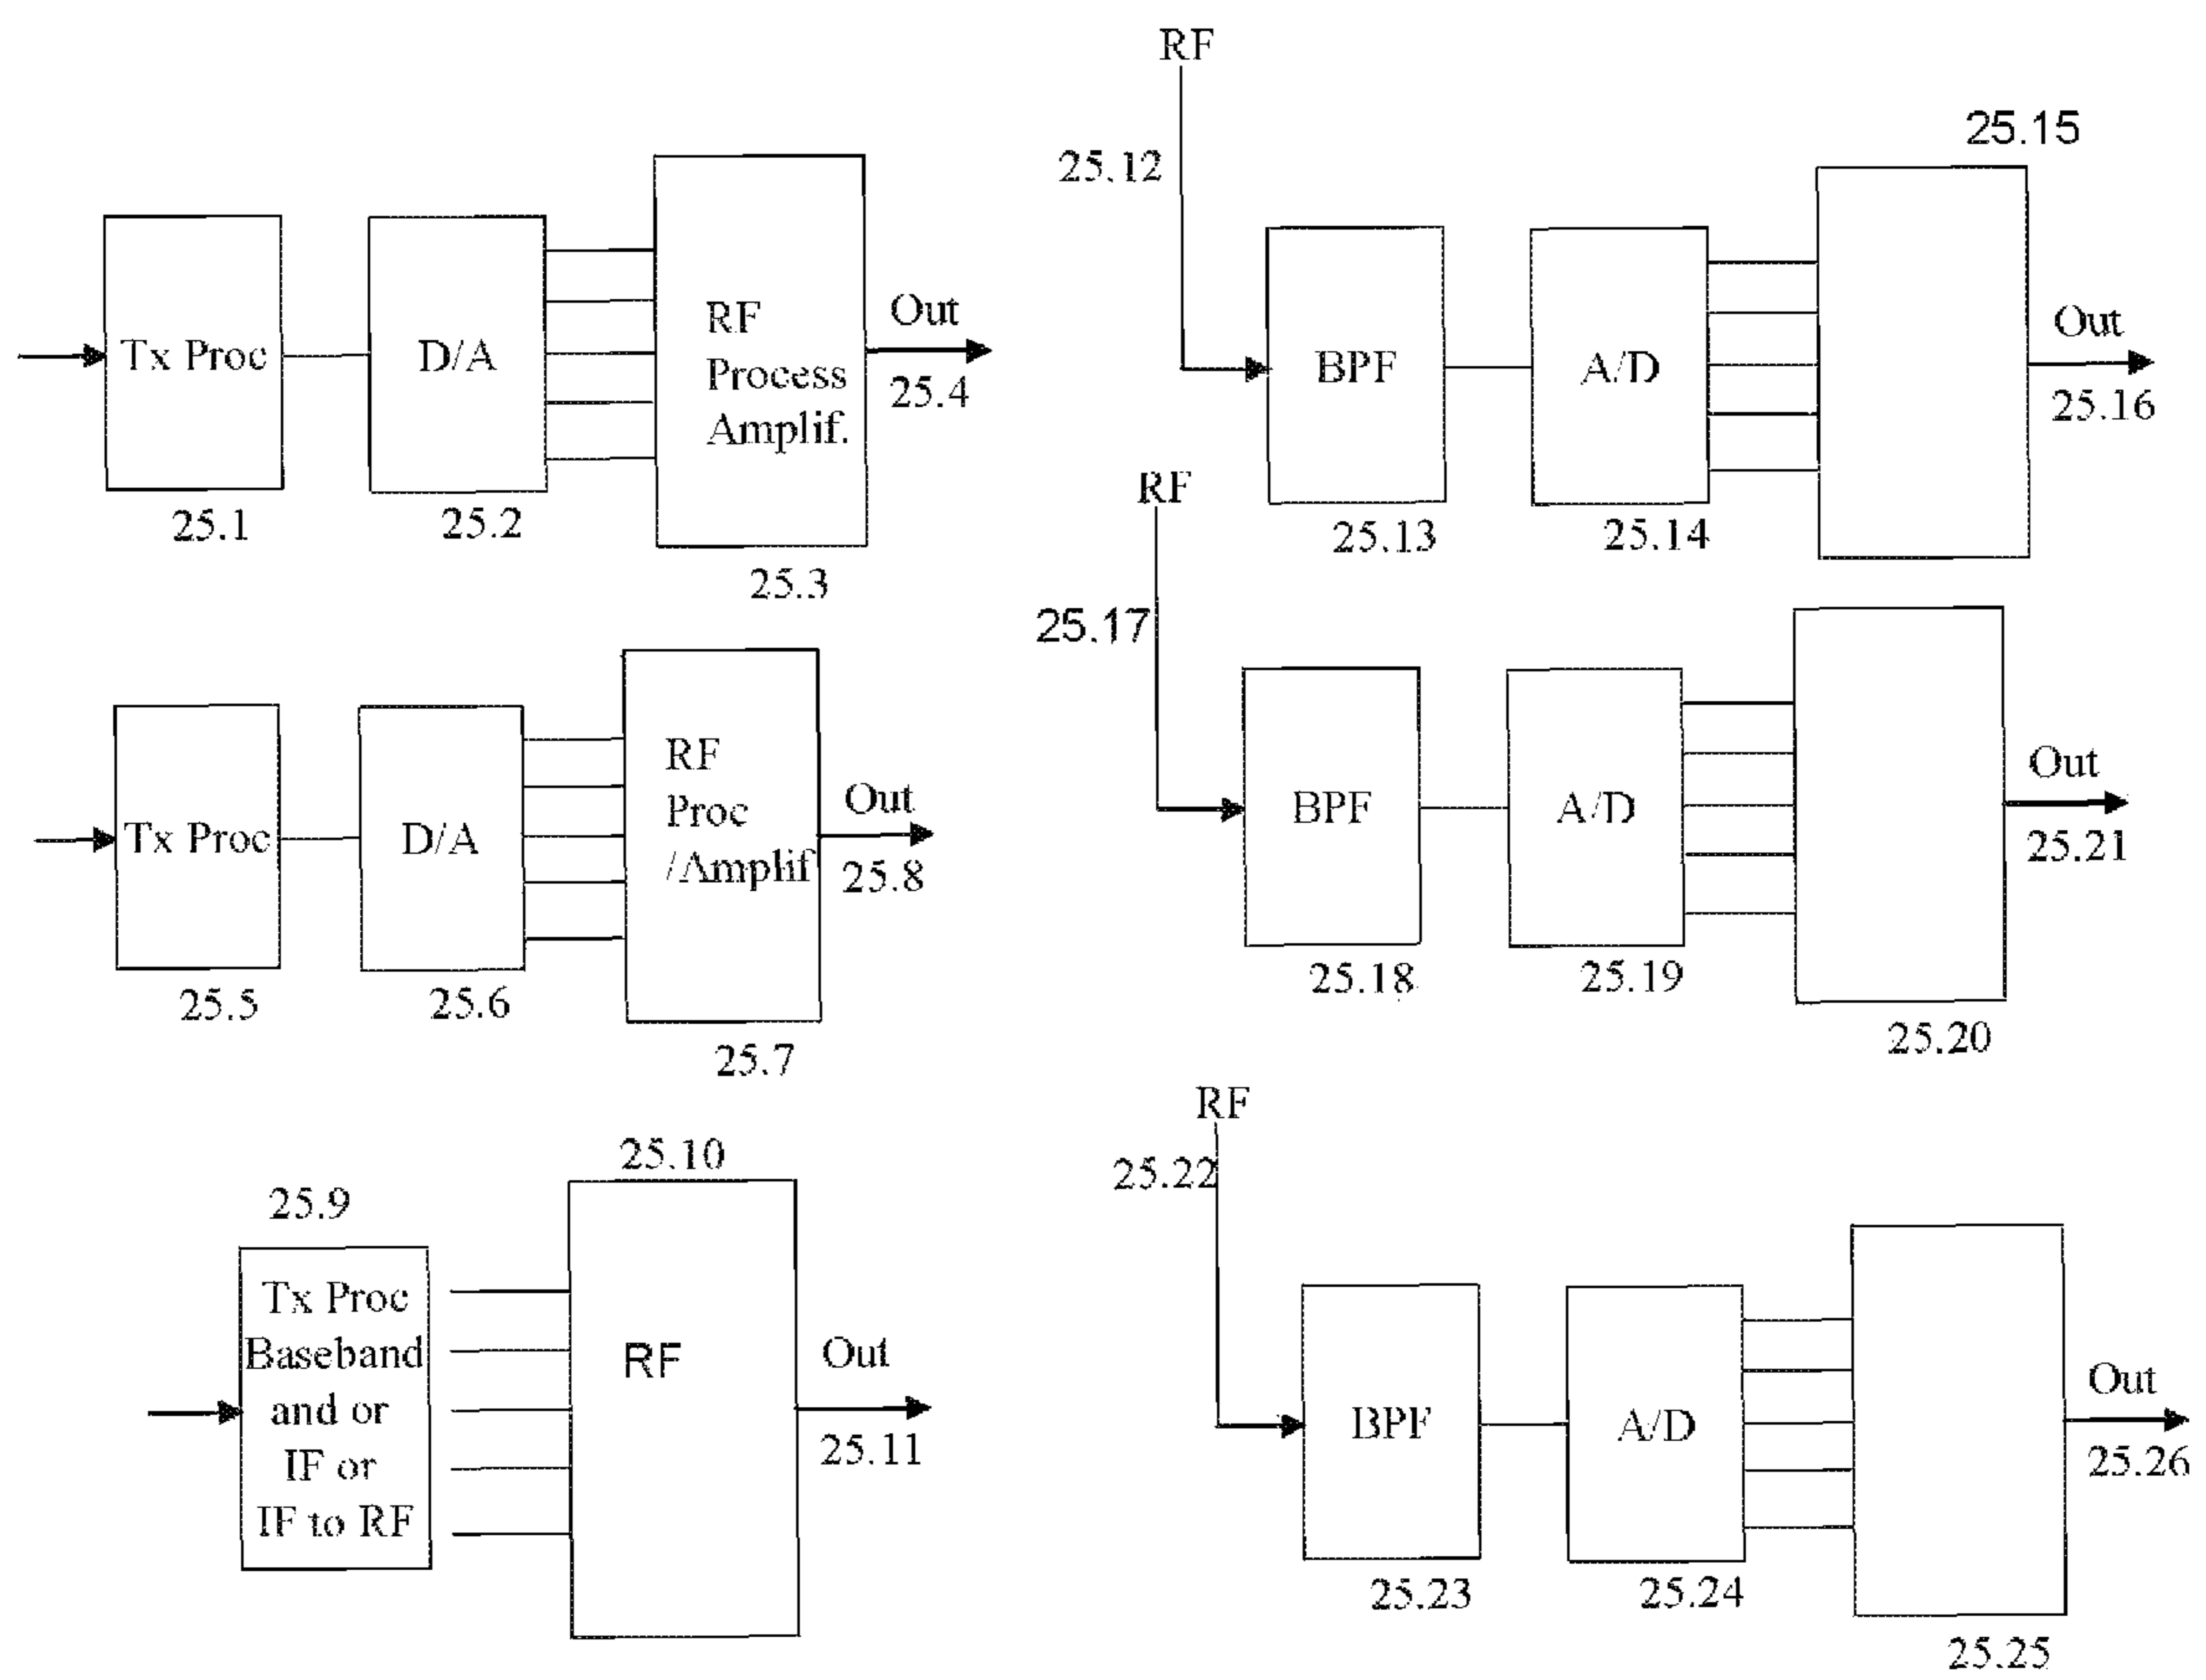 Tx Proc
25.1
D/A
25.2
RF
Process
Amplif.
25.3
Out
25.4
Tx Proc
25.5
D/A
25.6
RF
Proc
/Amplif
25.7
Out
25.8
25.9
Tx Proc
Baseband
and or
IF or
IF to RF
25.10
RF
Out
25.11
RF
25.12
BPF
25.13
A/D
25.14
25.15
Out
25.16
RF
25.17
BPF
25.18
A/D
25.19
25.20
Out
25.21
RF
25.22
BPF
25.23
A/D
25.24
25.25
Out
25.26